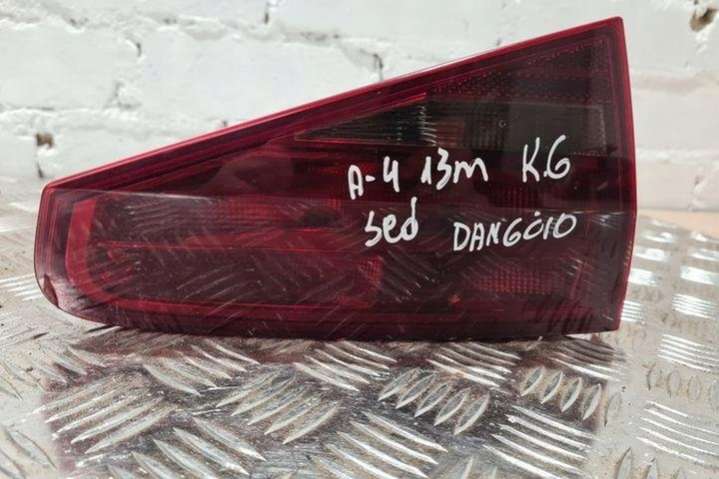 A-4 13m K.G
sed DANGČIO